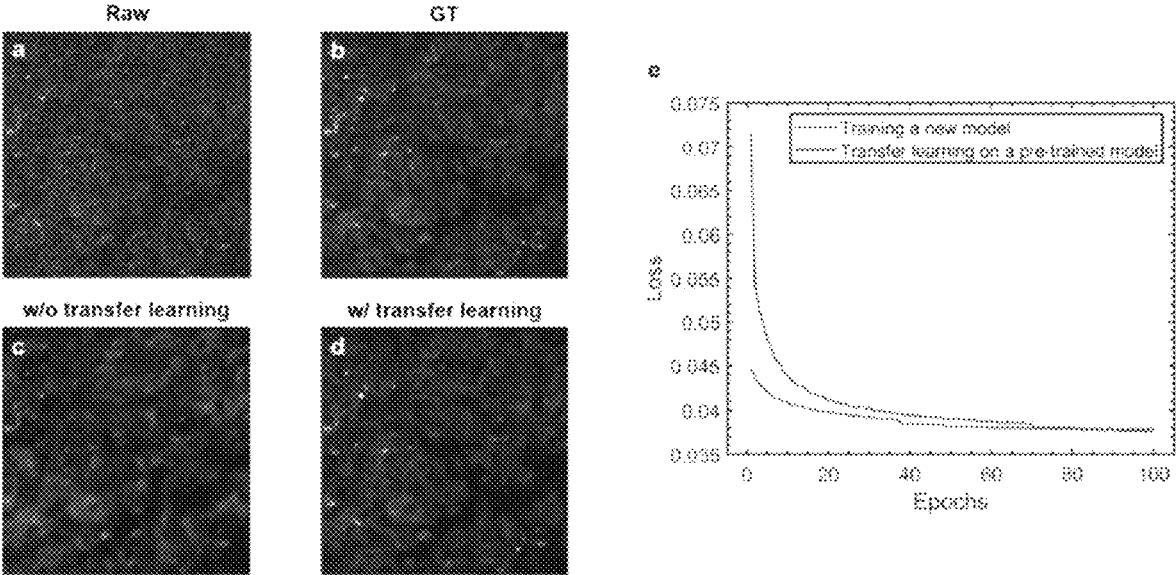 Raw
GT
a
b
w/o transfer learning
w/ transfer learning
c
d
e
0.075
0.07
0.065
0.06
0.055
0.05
0.045
0.04
0.035
Loss
Training a new model
Transfer learning on a pre-trained model
0 20 40 60 80 100
Epochs